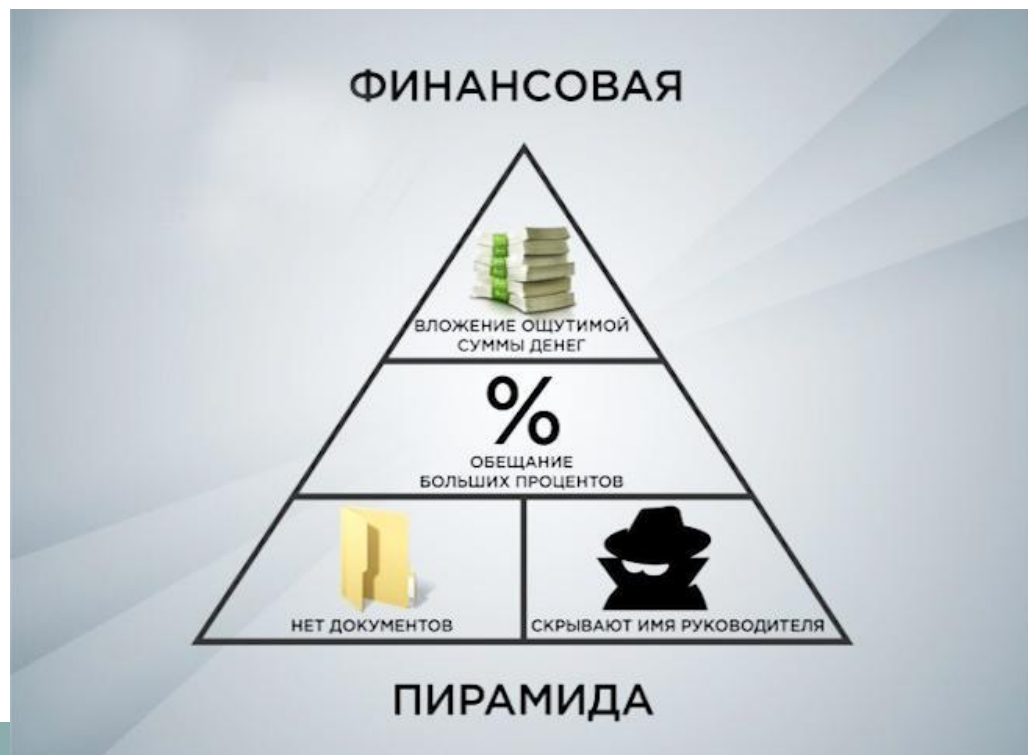 ФИНАНСОВАЯ
ВЛОЖЕНИЕ ОЩУТИМОЙ
СУММЫ ДЕНЕГ
%
ОБЕЩАНИЕ
БОЛЬШИХ ПРОЦЕНТОВ
НЕТ ДОКУМЕНТОВ
СКРЫВАЮТ ИМЯ РУКОВОДИТЕЛЯ
ПИРАМИДА